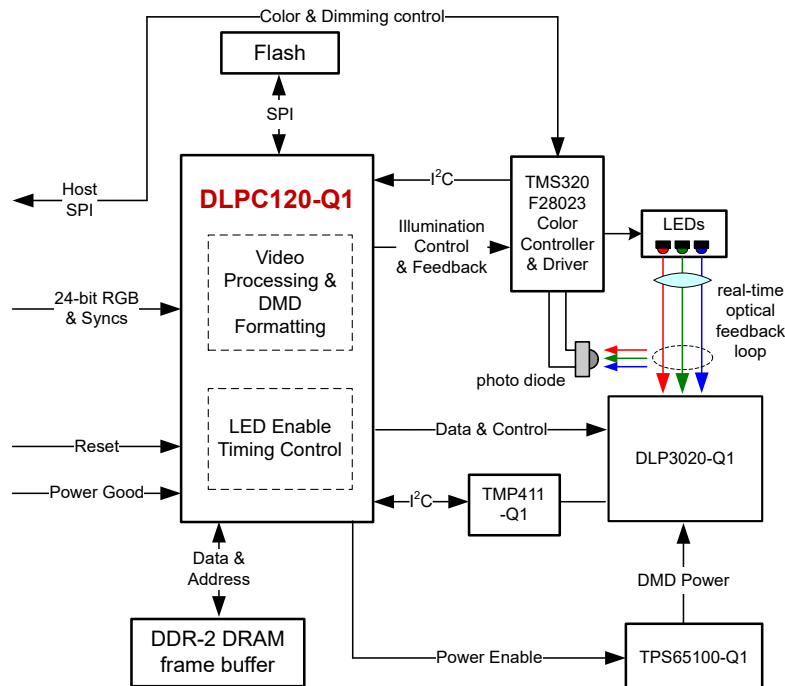 Color & Dimming control
Flash
SPI
Host
SPI
DLPC120-Q1
I²C
TMS320
F28023
Color
Controller
& Driver
LEDs
Video
Processing &
DMD
Formatting
Illumination
Control
& Feedback
24-bit RGB
& Syncs
real-time
optical
feedback
loop
photo diode
LED Enable
Timing Control
Reset
Data & Control
DLP3020-Q1
Power Good
I²C
TMP411
-Q1
Data &
Address
DMD Power
DDR-2 DRAM
frame buffer
Power Enable
TPS65100-Q1